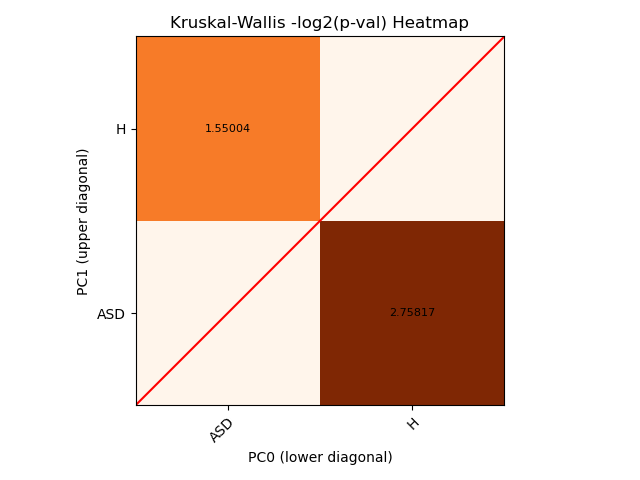 Kruskal-Wallis -log2(p-val) Heatmap
H
1.55004
PC1 (upper diagonal)
ASD
2.75817
ASD
H
PC0 (lower diagonal)